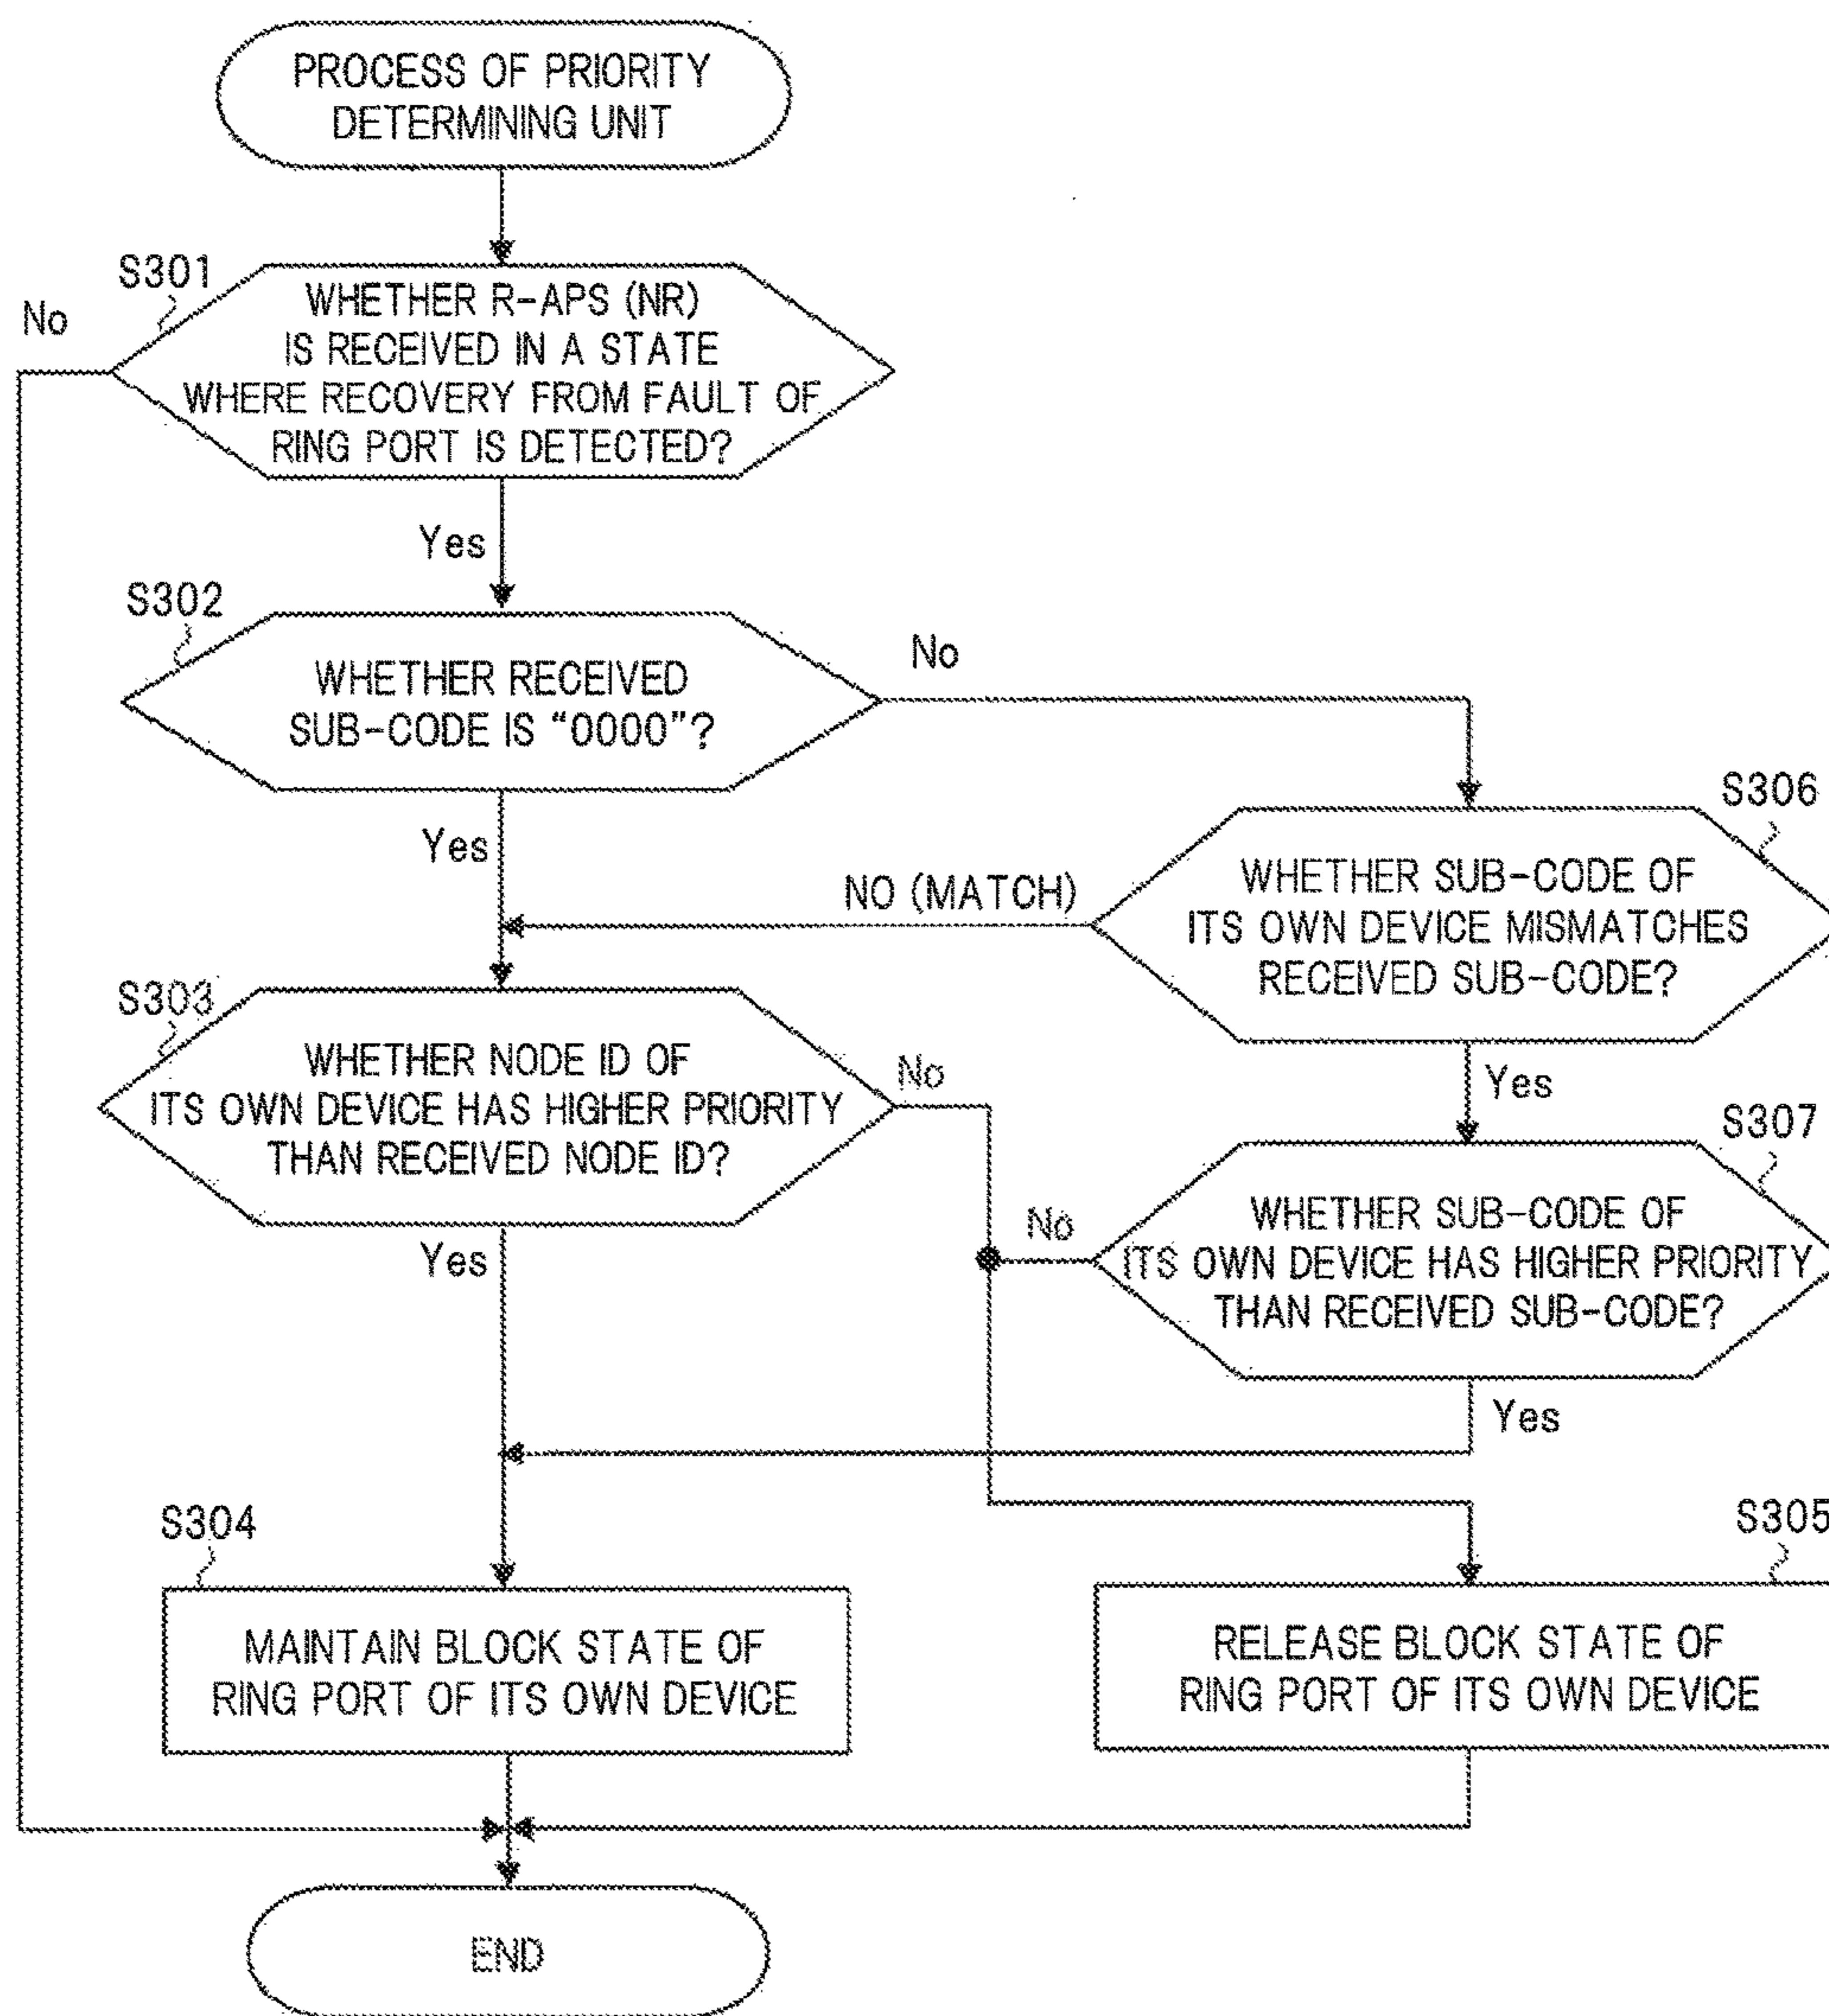 PROCESS OF PRIORITY
DETERMINING UNIT
S301
No
WHETHER R-APS (NR)
IS RECEIVED IN A STATE
WHERE RECOVERY FROM FAULT OF
RING PORT IS DETECTED?
Yes
S302
WHETHER RECEIVED
SUB-CODE IS “0000”?
No
Yes
S306
WHETHER SUB-CODE OF
ITS OWN DEVICE MISMATCHES
RECEIVED SUB-CODE?
NO (MATCH)
Yes
S303
WHETHER NODE ID OF
ITS OWN DEVICE HAS HIGHER PRIORITY
THAN RECEIVED NODE ID?
No
Yes
S307
WHETHER SUB-CODE OF
ITS OWN DEVICE HAS HIGHER PRIORITY
THAN RECEIVED SUB-CODE?
No
Yes
S304
MAINTAIN BLOCK STATE OF
RING PORT OF ITS OWN DEVICE
S305
RELEASE BLOCK STATE OF
RING PORT OF ITS OWN DEVICE
END